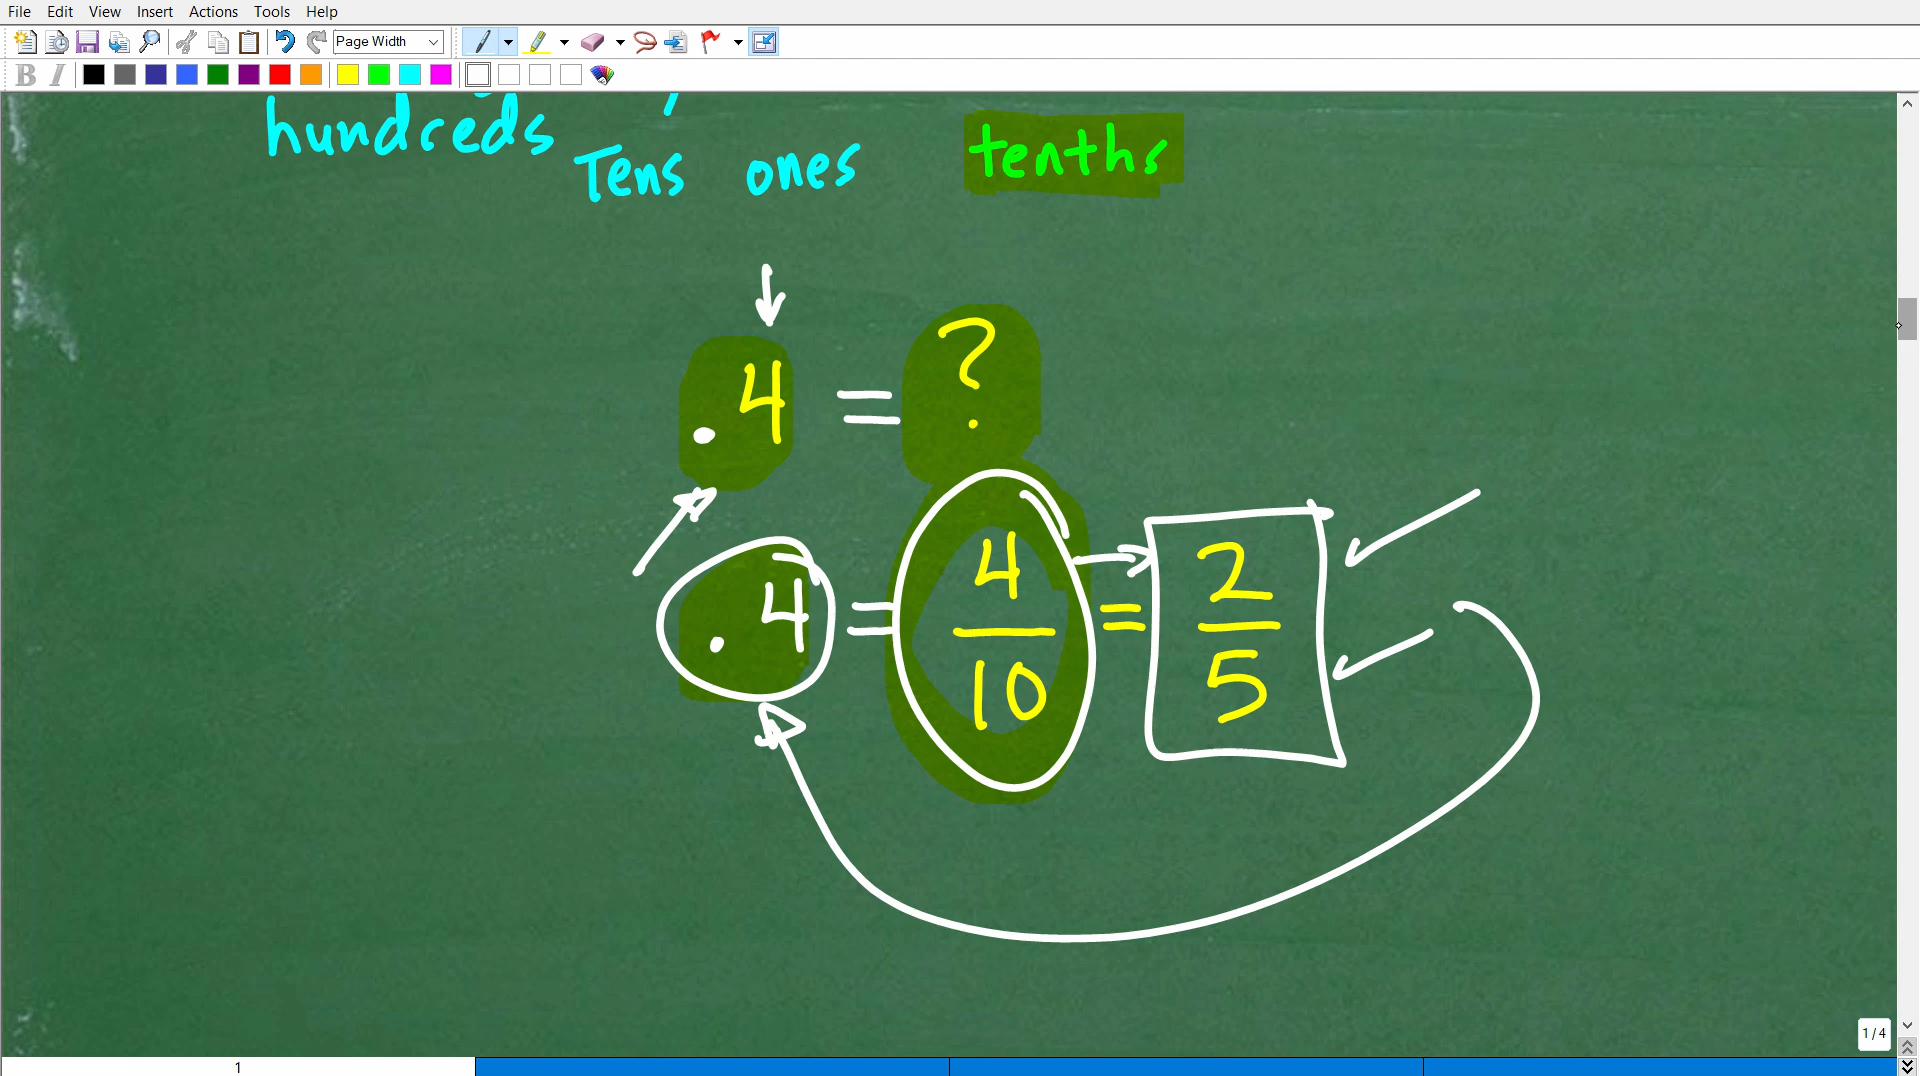 File Edit View Insert Actions Tools Help
Page Width
B I
hundreds Tens ones tenths
.4 = ?
.4 = 4/10 = 2/5
1 / 4
1